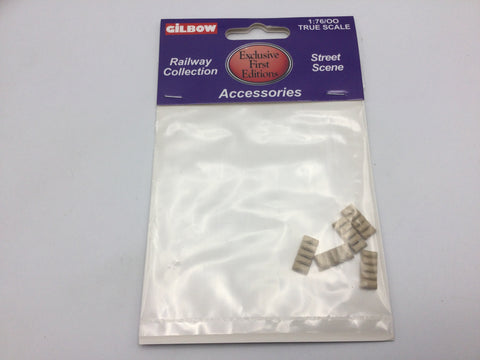 GiLBOW
1:76/OO
TRUE SCALE
Railway
Collection
Exclusive
First
Editions
Street
Scene
Accessories